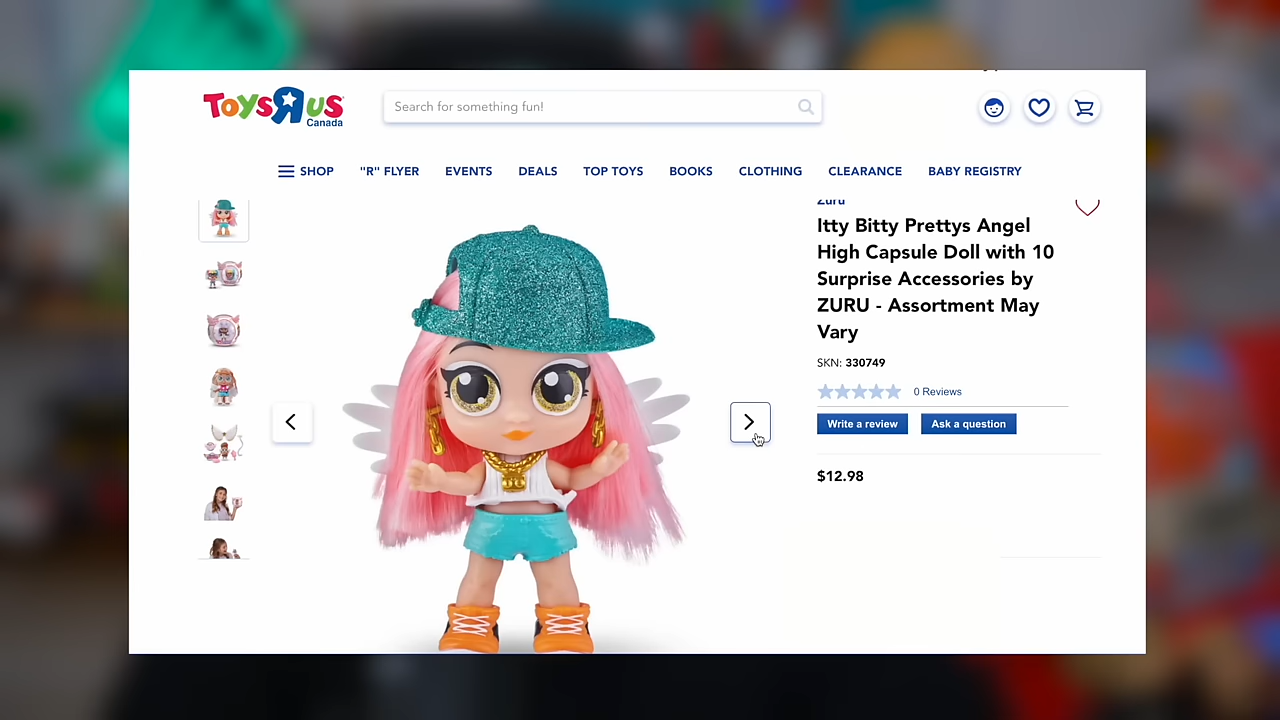 ToysRus
Canada
Search for something fun!
SHOP
"R" FLYER
EVENTS
DEALS
TOP TOYS
BOOKS
CLOTHING
CLEARANCE
BABY REGISTRY
Zuru
Itty Bitty Prettys Angel
High Capsule Doll with 10
Surprise Accessories by
ZURU - Assortment May
Vary
SKN: 330749
0 Reviews
Write a review
Ask a question
$12.98